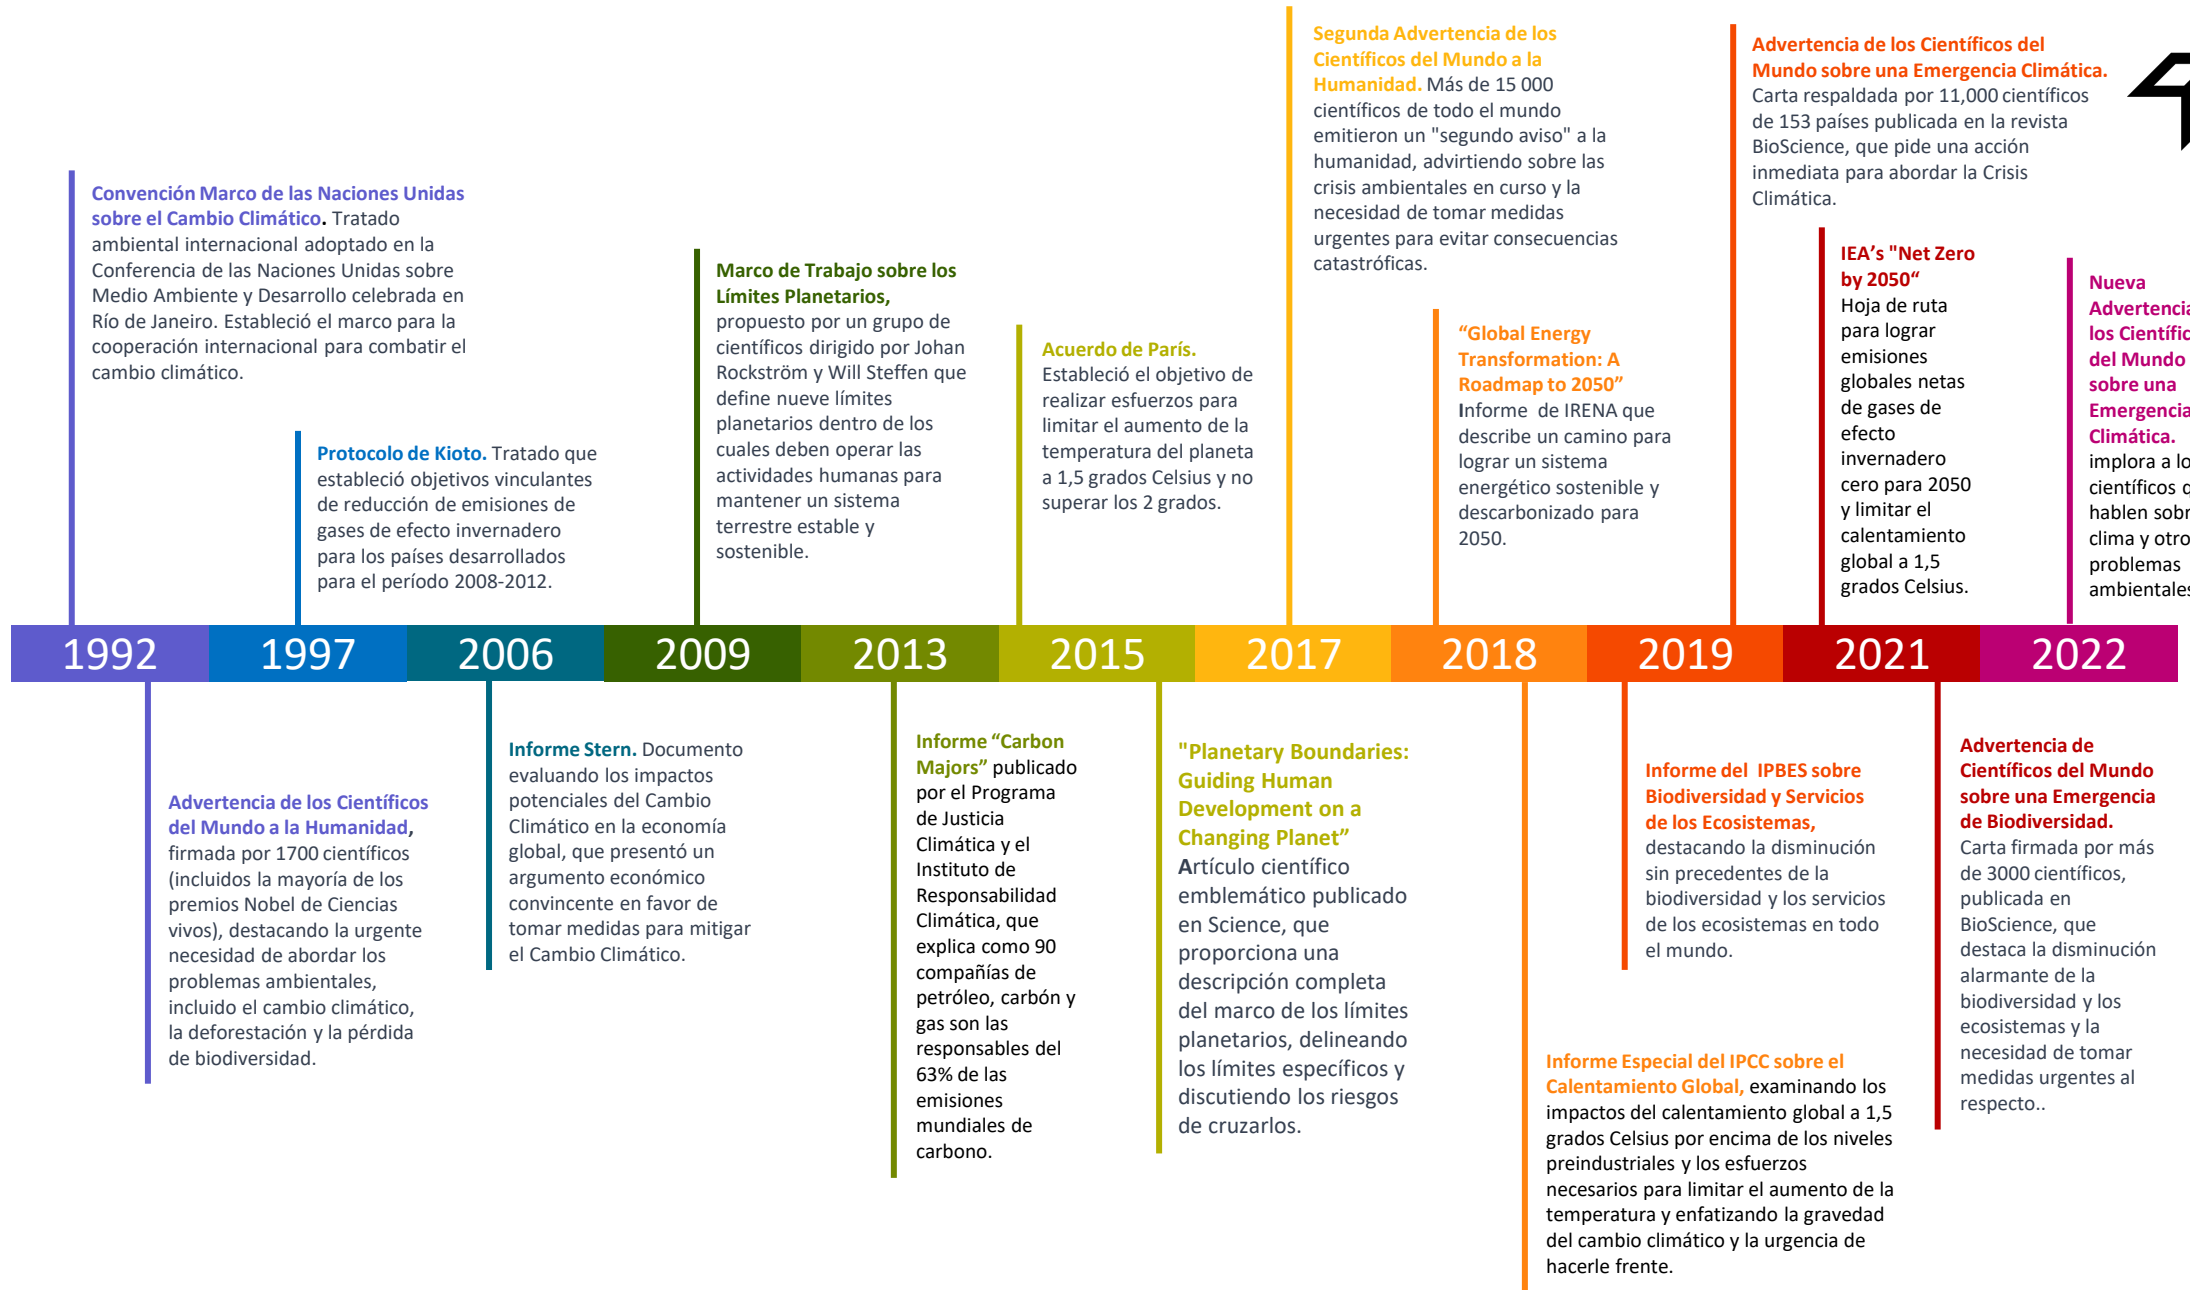 Convención Marco de las Naciones Unidas
sobre el Cambio Climático. Tratado
ambiental internacional adoptado en la
Conferencia de las Naciones Unidas sobre
Medio Ambiente y Desarrollo celebrada en
Río de Janeiro. Estableció el marco para la
cooperación internacional para combatir el
cambio climático.
Protocolo de Kioto. Tratado que
estableció objetivos vinculantes
de reducción de emisiones de
gases de efecto invernadero
para los países desarrollados
para el período 2008-2012.
Marco de Trabajo sobre los
Límites Planetarios,
propuesto por un grupo de
científicos dirigido por Johan
Rockström y Will Steffen que
define nueve límites
planetarios dentro de los
cuales deben operar las
actividades humanas para
mantener un sistema
terrestre estable y
sostenible.
Acuerdo de París.
Estableció el objetivo de
realizar esfuerzos para
limitar el aumento de la
temperatura del planeta
a 1,5 grados Celsius y no
superar los 2 grados.
Segunda Advertencia de los
Científicos del Mundo a la
Humanidad. Más de 15 000
científicos de todo el mundo
emitieron un "segundo aviso" a la
humanidad, advirtiendo sobre las
crisis ambientales en curso y la
necesidad de tomar medidas
urgentes para evitar consecuencias
catastróficas.
“Global Energy
Transformation: A
Roadmap to 2050”
Informe de IRENA que
describe un camino para
lograr un sistema
energético sostenible y
descarbonizado para
2050.
Advertencia de los Científicos del
Mundo sobre una Emergencia Climática.
Carta respaldada por 11,000 científicos
de 153 países publicada en la revista
BioScience, que pide una acción
inmediata para abordar la Crisis
Climática.
IEA’s "Net Zero
by 2050“
Hoja de ruta
para lograr
emisiones
globales netas
de gases de
efecto
invernadero
cero para 2050
y limitar el
calentamiento
global a 1,5
grados Celsius.
Nueva
Advertencia
los Científic
del Mundo
sobre una
Emergencia
Climática.
implora a lo
científicos q
hablen sobr
clima y otro
problemas
ambientales
1992 1997 2006 2009 2013 2015 2017 2018 2019 2021 2022
Advertencia de los Científicos
del Mundo a la Humanidad,
firmada por 1700 científicos
(incluidos la mayoría de los
premios Nobel de Ciencias
vivos), destacando la urgente
necesidad de abordar los
problemas ambientales,
incluido el cambio climático,
la deforestación y la pérdida
de biodiversidad.
Informe Stern. Documento
evaluando los impactos
potenciales del Cambio
Climático en la economía
global, que presentó un
argumento económico
convincente en favor de
tomar medidas para mitigar
el Cambio Climático.
Informe “Carbon
Majors” publicado
por el Programa
de Justicia
Climática y el
Instituto de
Responsabilidad
Climática, que
explica como 90
compañías de
petróleo, carbón y
gas son las
responsables del
63% de las
emisiones
mundiales de
carbono.
"Planetary Boundaries:
Guiding Human
Development on a
Changing Planet”
Artículo científico
emblemático publicado
en Science, que
proporciona una
descripción completa
del marco de los límites
planetarios, delineando
los límites específicos y
discutiendo los riesgos
de cruzarlos.
Informe Especial del IPCC sobre el
Calentamiento Global, examinando los
impactos del calentamiento global a 1,5
grados Celsius por encima de los niveles
preindustriales y los esfuerzos
necesarios para limitar el aumento de la
temperatura y enfatizando la gravedad
del cambio climático y la urgencia de
hacerle frente.
Informe del IPBES sobre
Biodiversidad y Servicios
de los Ecosistemas,
destacando la disminución
sin precedentes de la
biodiversidad y los servicios
de los ecosistemas en todo
el mundo.
Advertencia de
Científicos del Mundo
sobre una Emergencia
de Biodiversidad.
Carta firmada por más
de 3000 científicos,
publicada en
BioScience, que
destaca la disminución
alarmante de la
biodiversidad y los
ecosistemas y la
necesidad de tomar
medidas urgentes al
respecto..